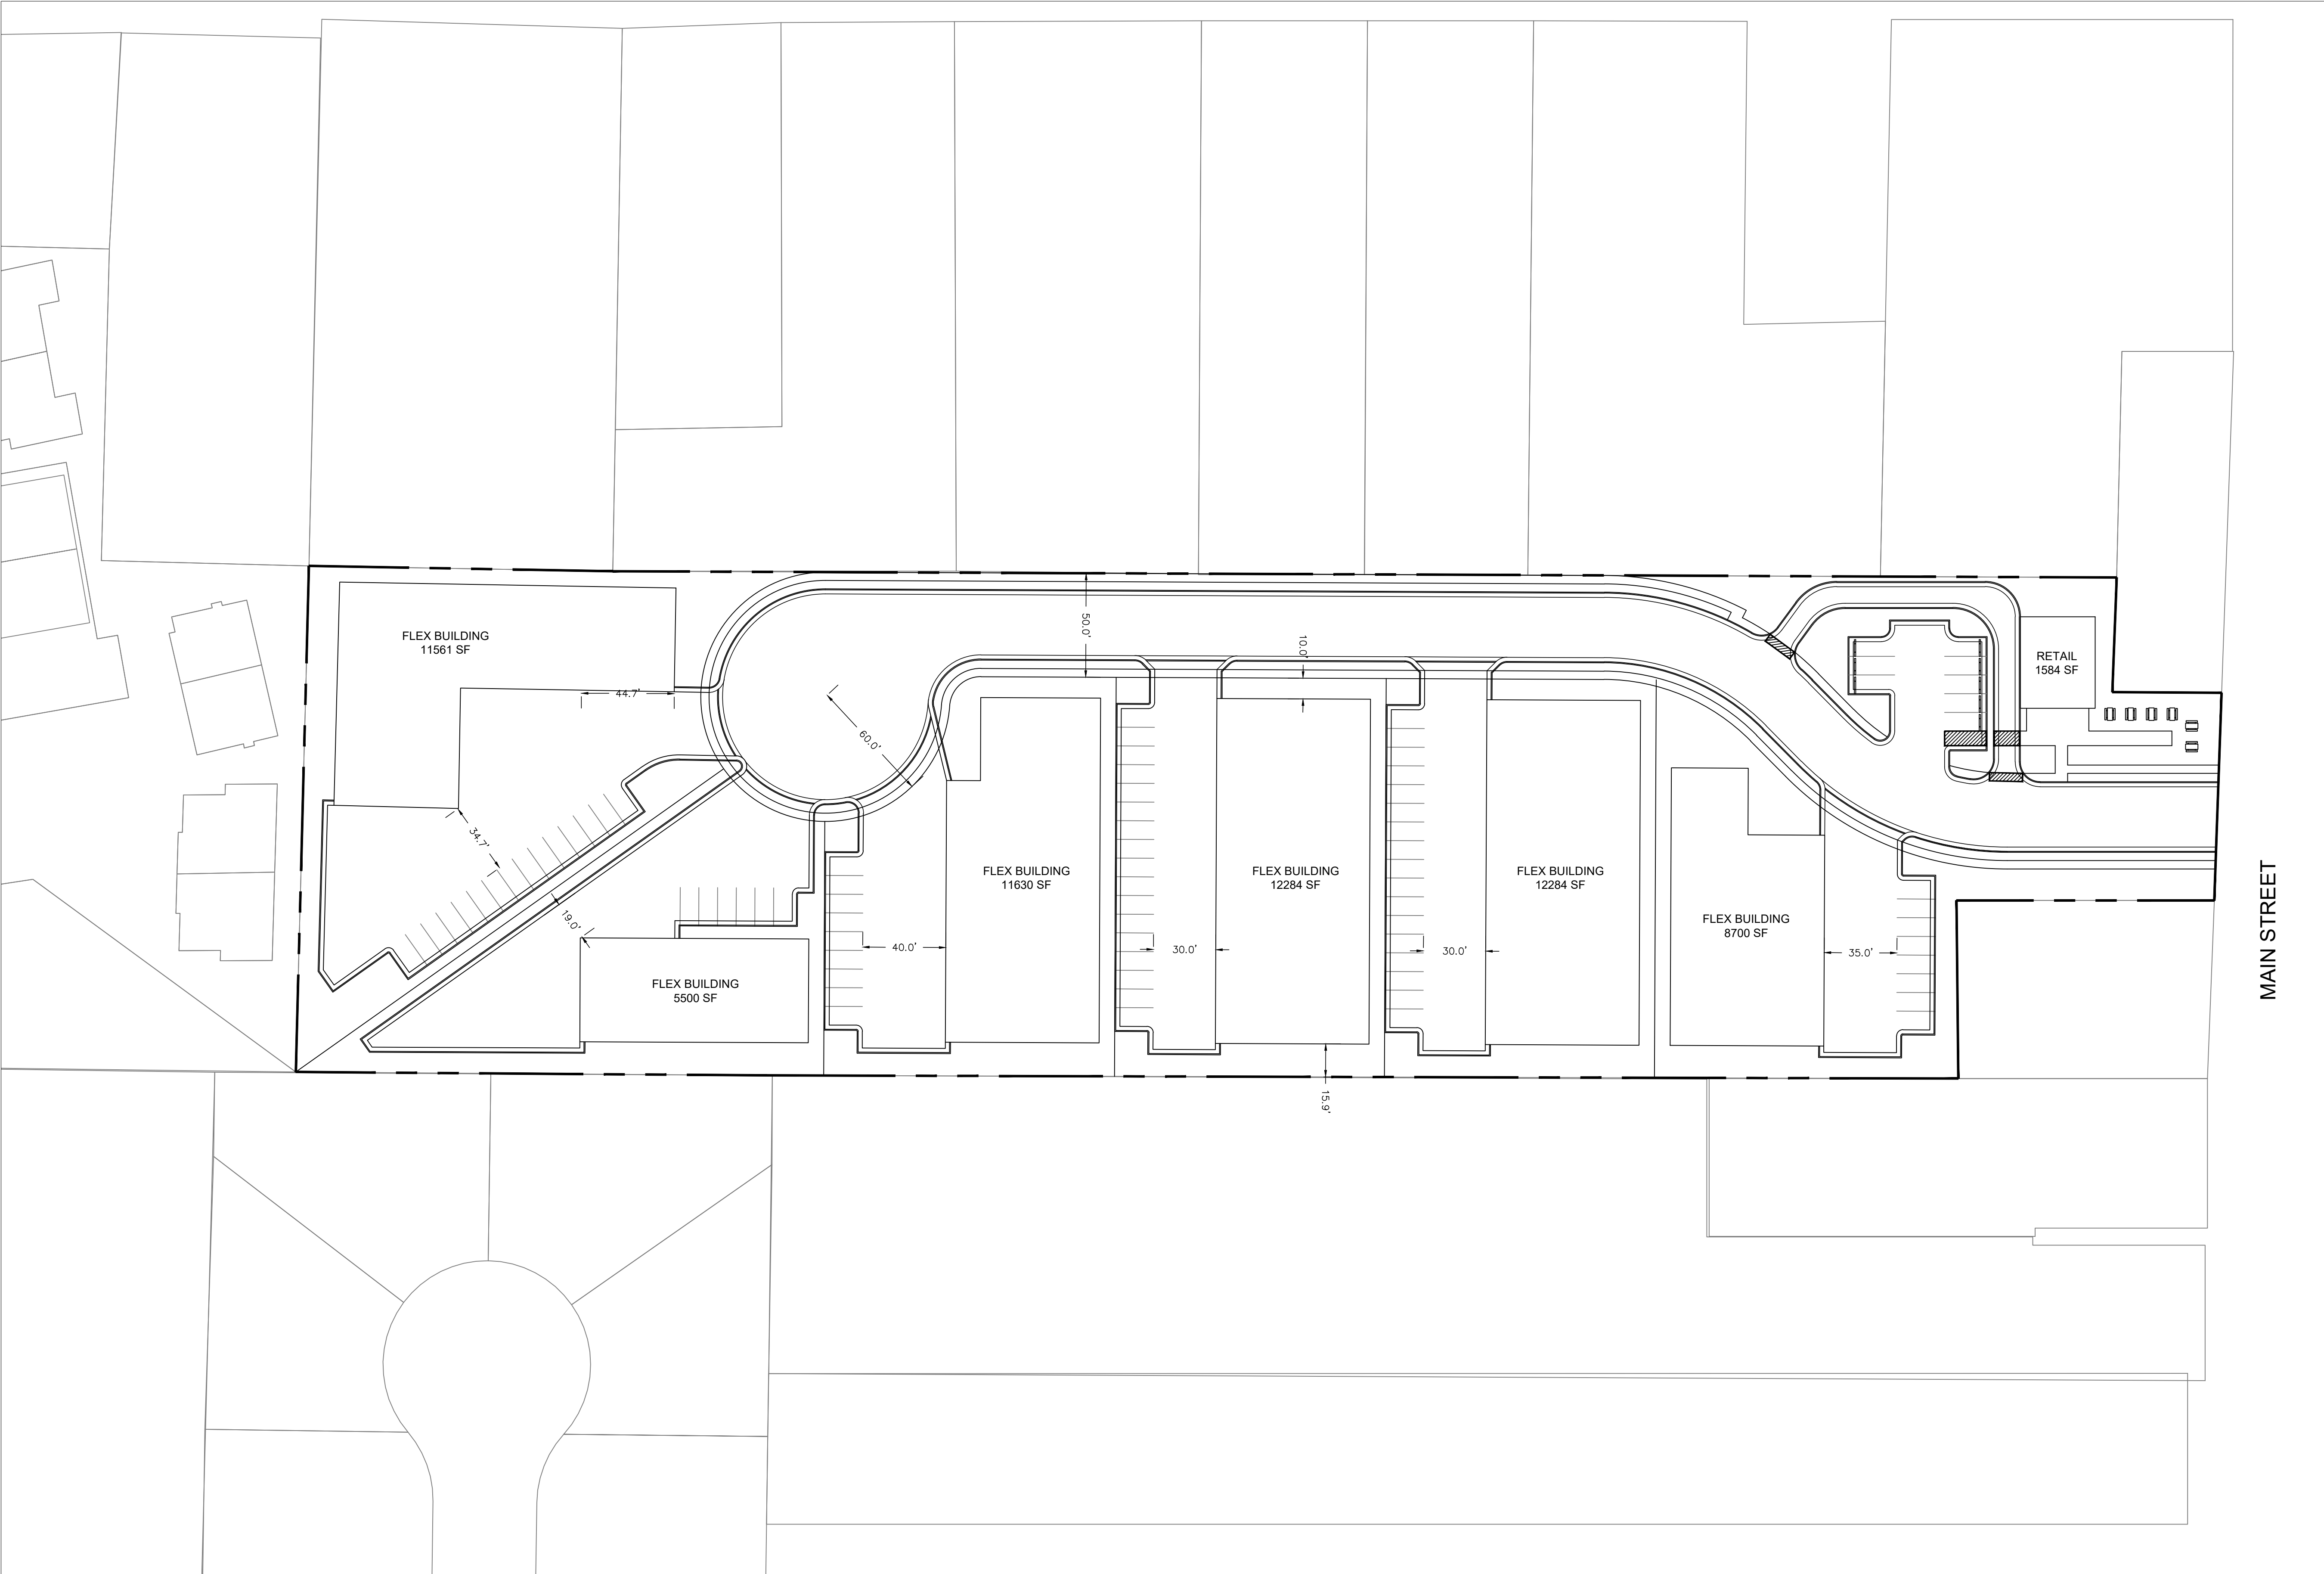 FLEX BUILDING
11561 SF
50.0'
10.0'
RETAIL
1584 SF
44.7'
60.0'
34.7'
FLEX BUILDING
11630 SF
FLEX BUILDING
12284 SF
FLEX BUILDING
12284 SF
FLEX BUILDING
8700 SF
19.0'
40.0'
30.0'
30.0'
35.0'
FLEX BUILDING
5500 SF
15.9'
MAIN STREET